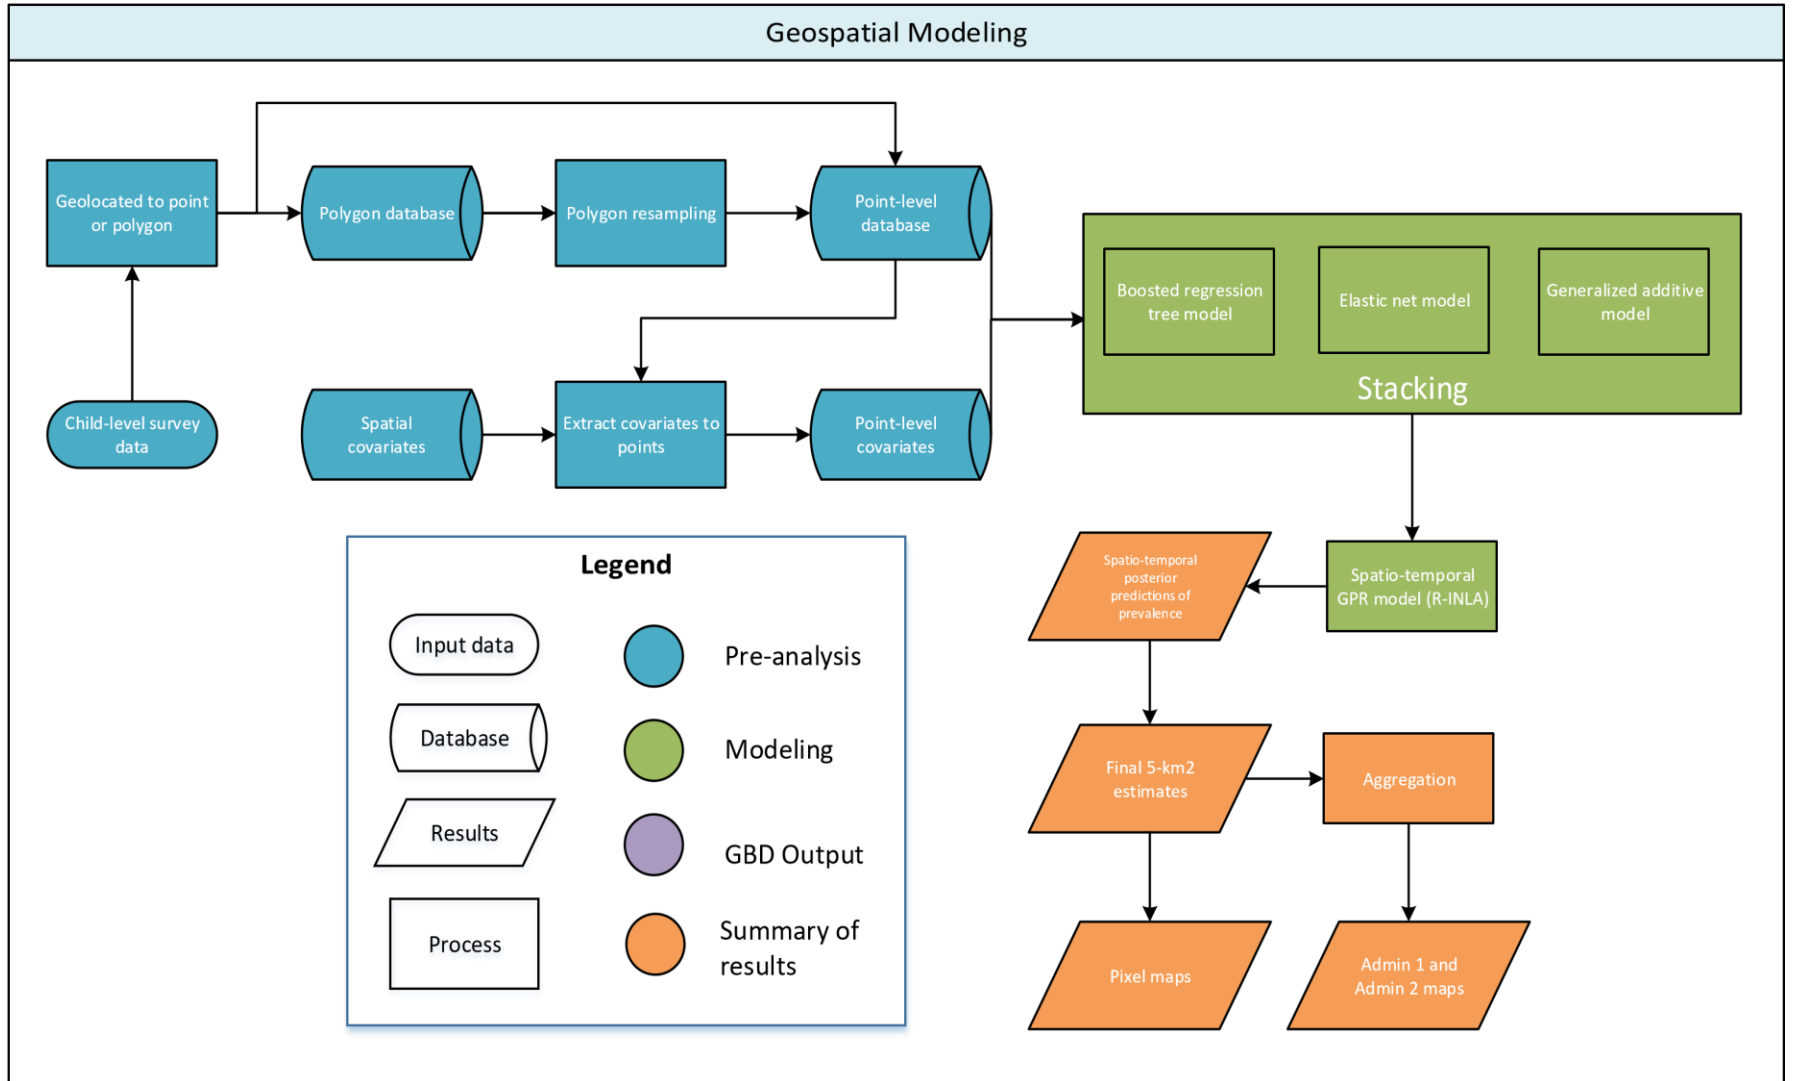 Geospatial Modeling
Geolocated to point
or polygon
Polygon database
Polygon resampling
Point-level
database
Boosted regression
tree model
Elastic net model
Generalized additive
model
Stacking
Child-level survey
data
Spatial
covariates
Extract covariates to
points
Point-level
covariates
Spatio-temporal
posterior
predictions of
prevalence
Spatio-temporal
GPR model (R-INLA)
Final 5-km2
estimates
Aggregation
Pixel maps
Admin 1 and
Admin 2 maps
Legend
Input data
Pre-analysis
Database
Modeling
Results
GBD Output
Process
Summary of
results